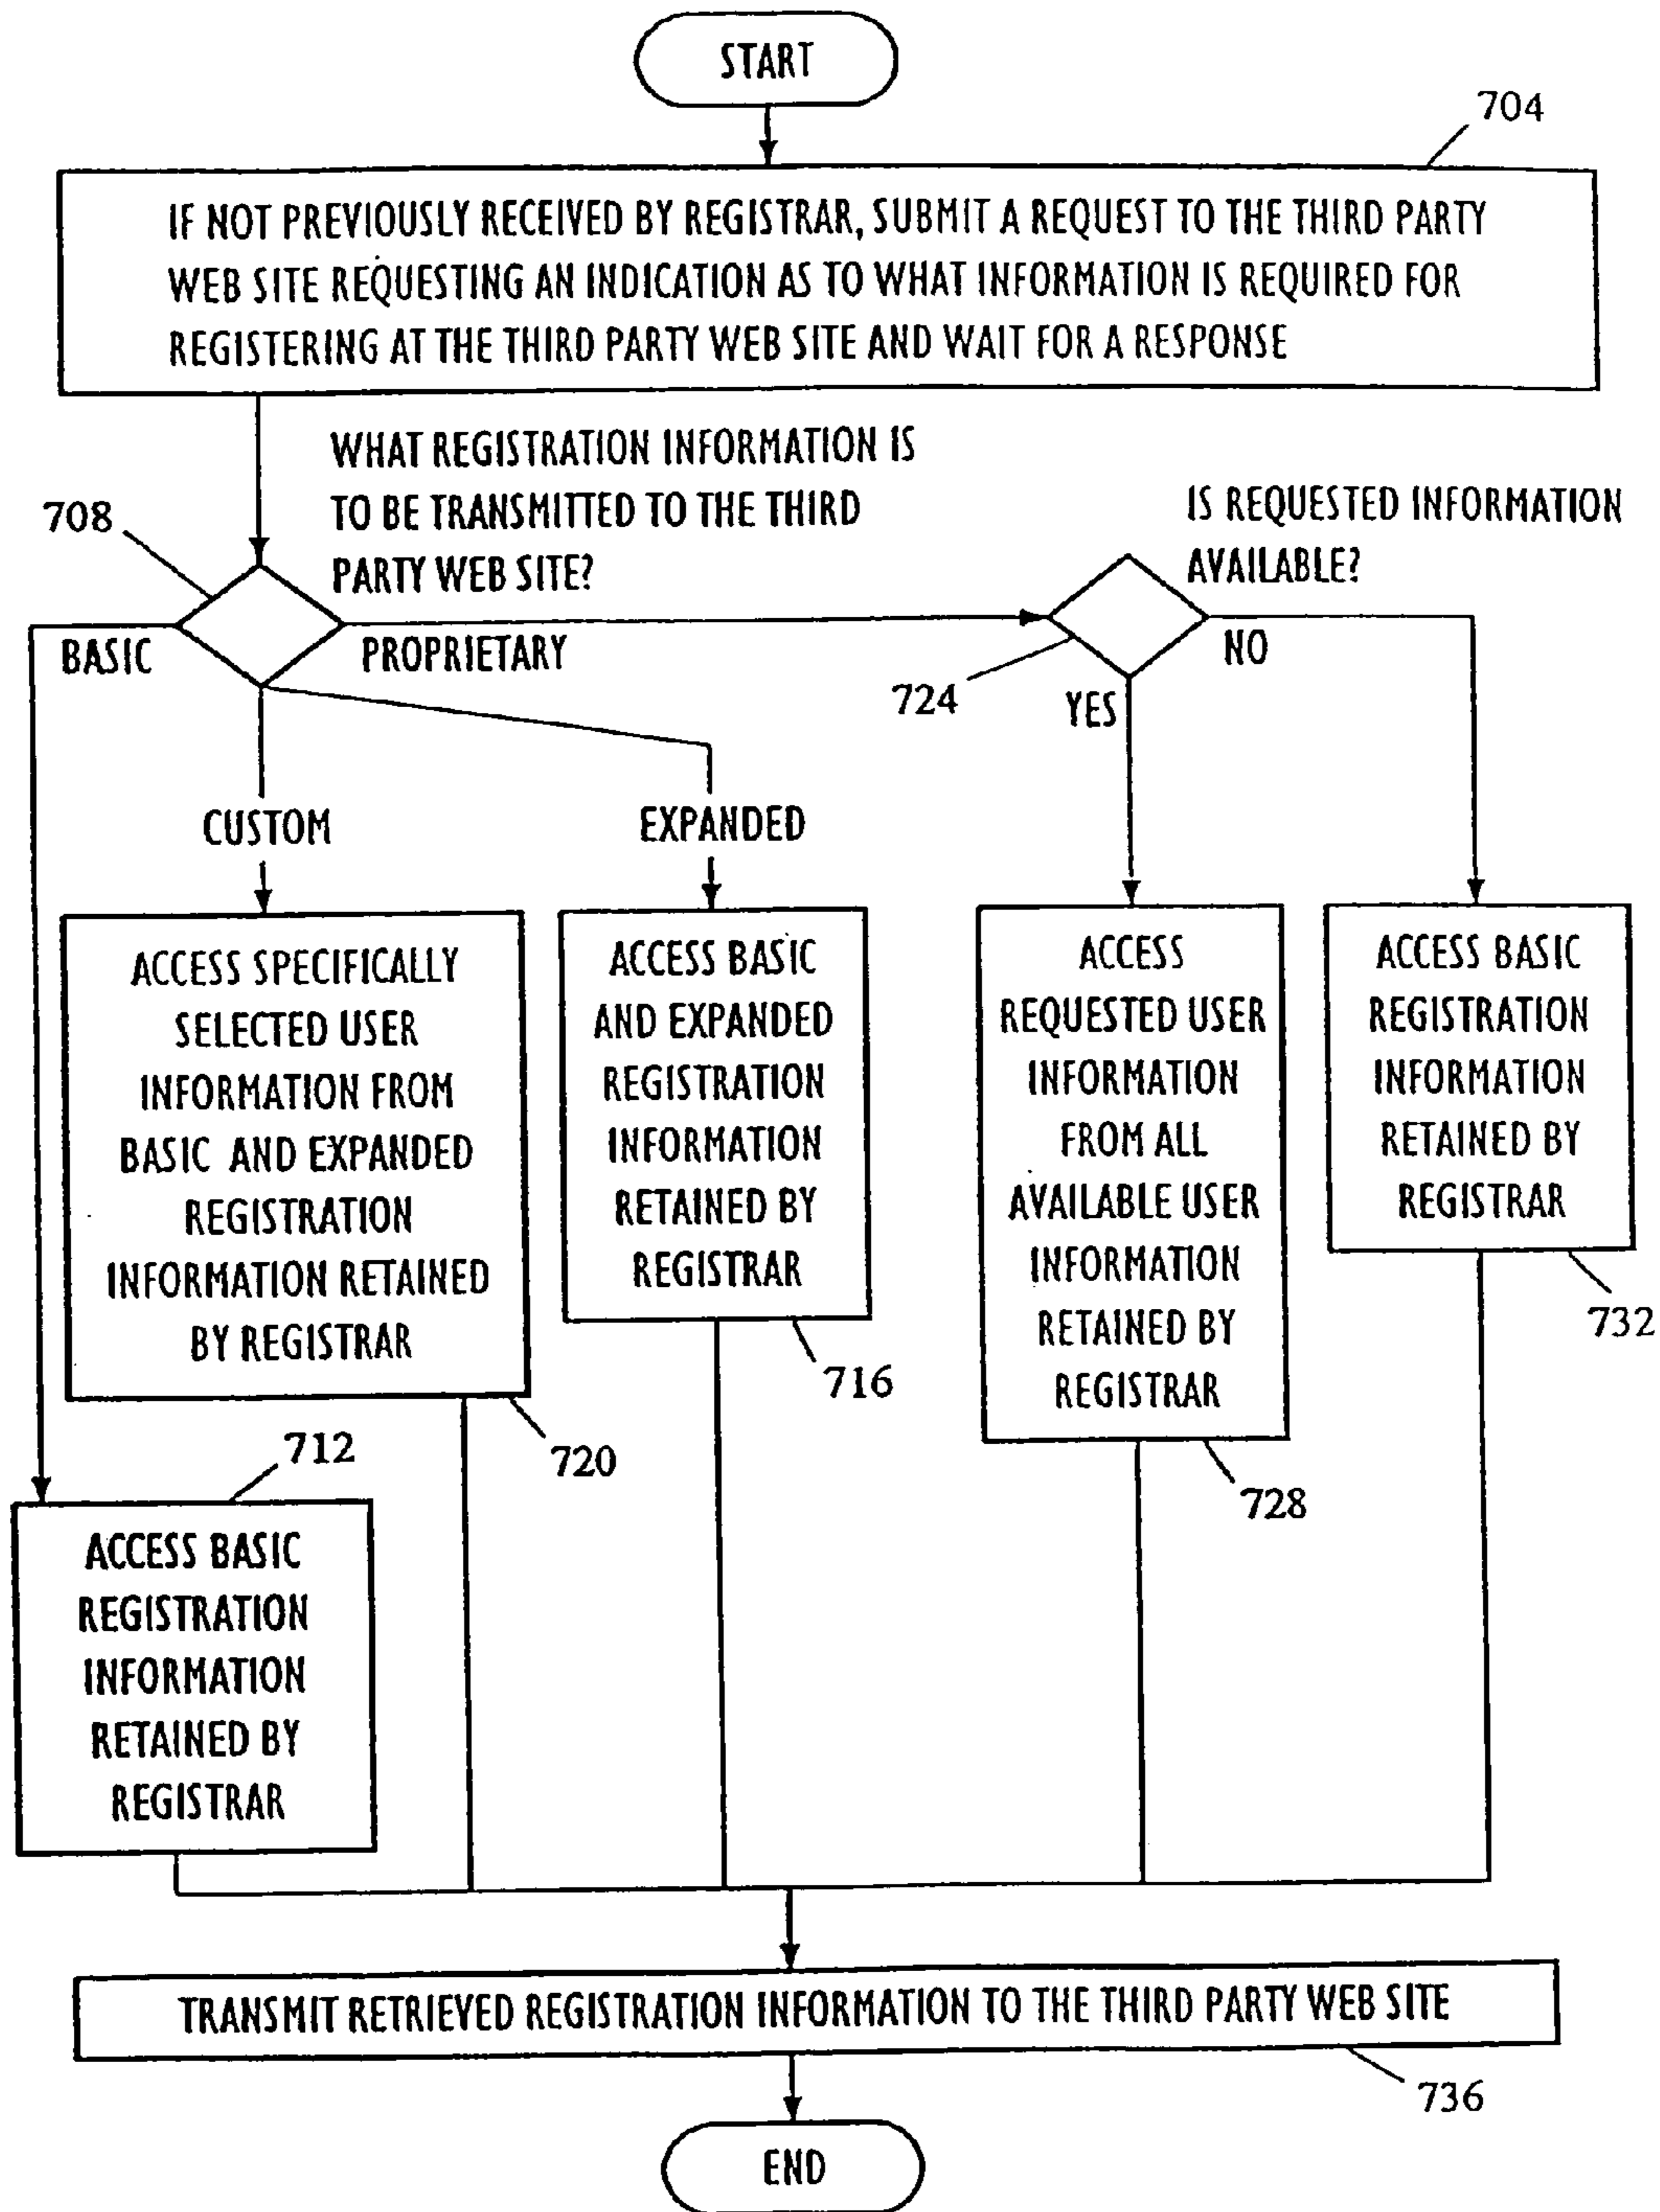 START
704
IF NOT PREVIOUSLY RECEIVED BY REGISTRAR, SUBMIT A REQUEST TO THE THIRD PARTY
WEB SITE REQUESTING AN INDICATION AS TO WHAT INFORMATION IS REQUIRED FOR
REGISTERING AT THE THIRD PARTY WEB SITE AND WAIT FOR A RESPONSE
WHAT REGISTRATION INFORMATION IS
TO BE TRANSMITTED TO THE THIRD
PARTY WEB SITE?
708
BASIC
PROPRIETARY
IS REQUESTED INFORMATION
AVAILABLE?
724
YES
NO
CUSTOM
EXPANDED
ACCESS SPECIFICALLY
SELECTED USER
INFORMATION FROM
BASIC AND EXPANDED
REGISTRATION
INFORMATION RETAINED
BY REGISTRAR
720
ACCESS BASIC
AND EXPANDED
REGISTRATION
INFORMATION
RETAINED BY
REGISTRAR
716
ACCESS
REQUESTED USER
INFORMATION
FROM ALL
AVAILABLE USER
INFORMATION
RETAINED BY
REGISTRAR
728
ACCESS BASIC
REGISTRATION
INFORMATION
RETAINED BY
REGISTRAR
732
712
ACCESS BASIC
REGISTRATION
INFORMATION
RETAINED BY
REGISTRAR
TRANSMIT RETRIEVED REGISTRATION INFORMATION TO THE THIRD PARTY WEB SITE
736
END